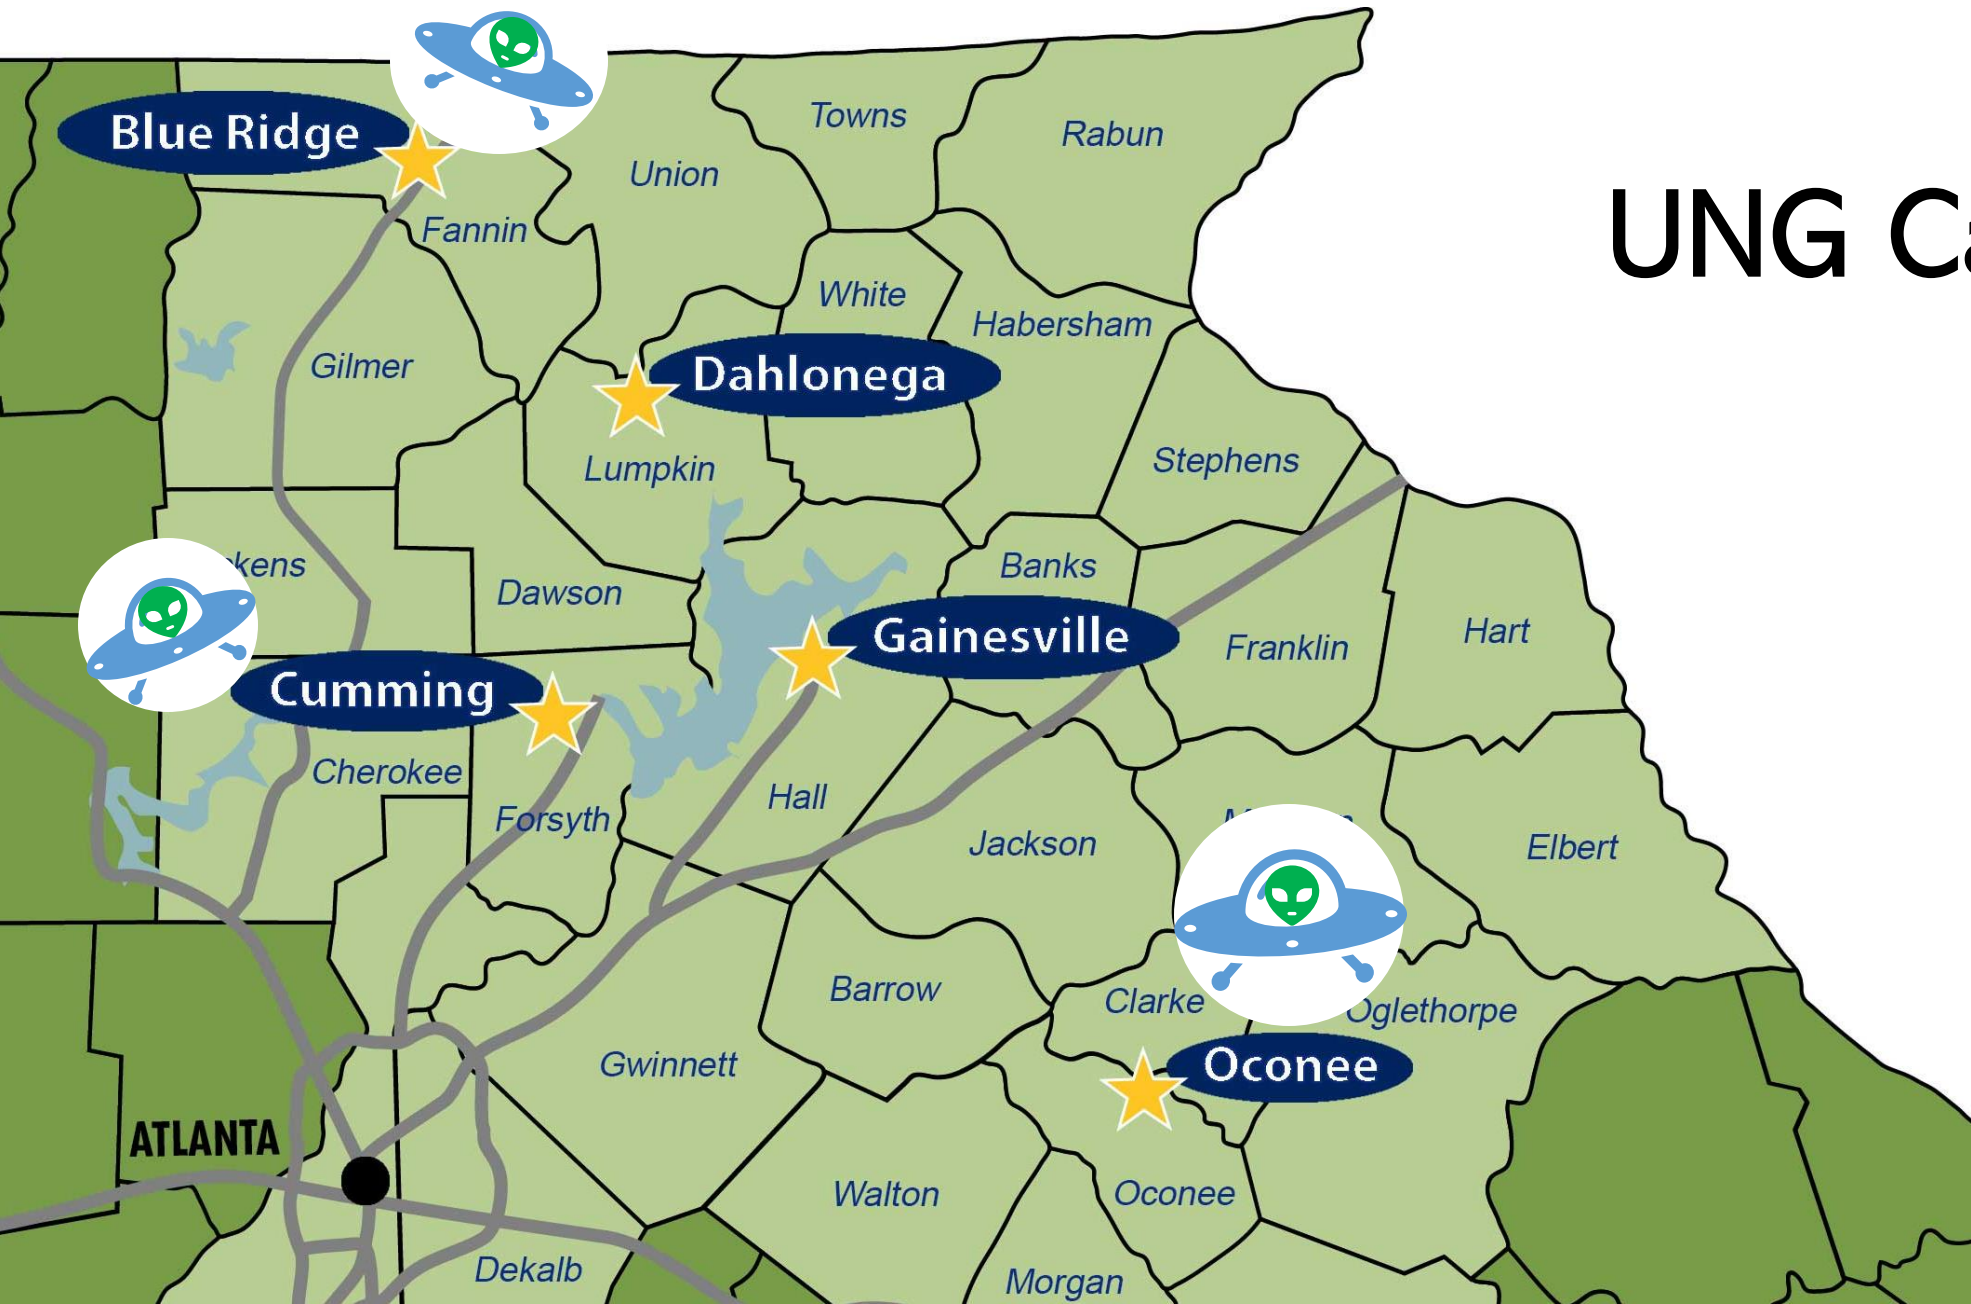 Towns
Rabun
Blue Ridge
Union
Fannin
UNG
White
Habersham
Gilmer
Dahlonega
Stephens
Lumpkin
kens
Banks
Dawson
Hart
Gainesville
Franklin
Cumming
Cherokee
Hall
Forsyth
Jackson
Elbert
Barrow
Clarke
Oglethorpe
Gwinnett
Oconee
ATLANTA
Walton
Oconee
Dekalb
Morgan